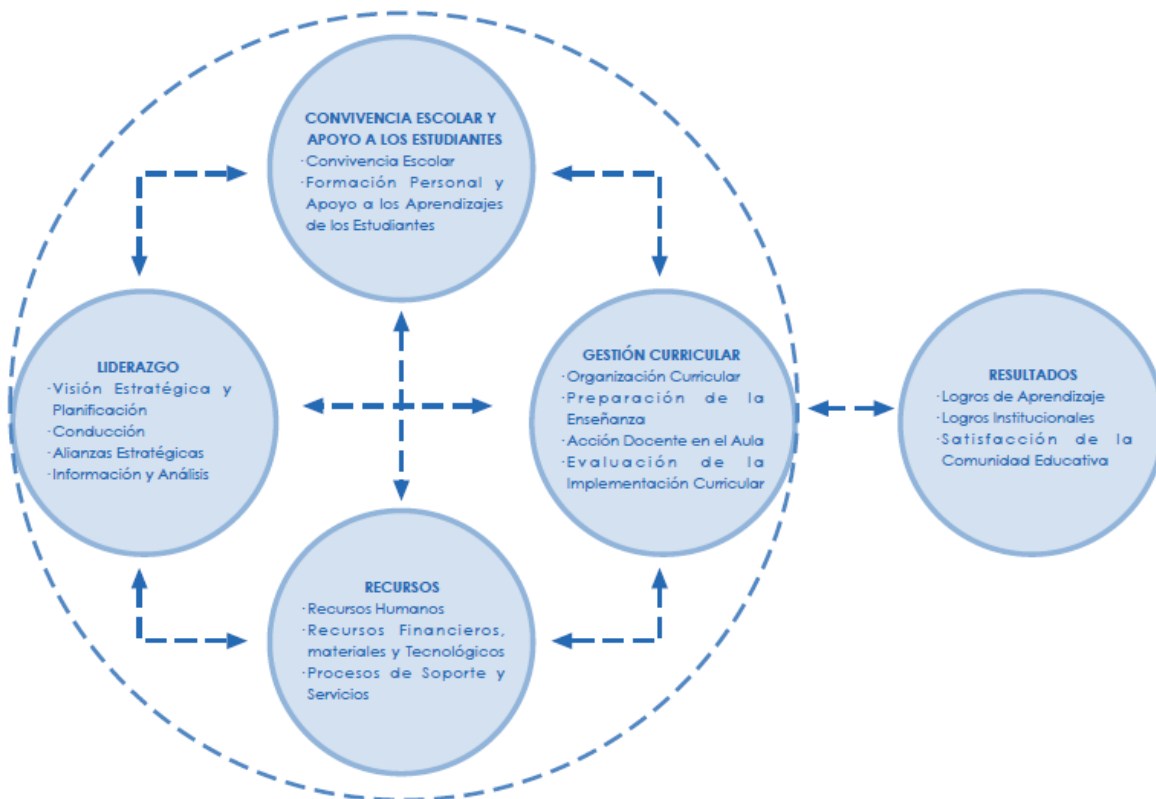 CONVIVENCIA ESCOLAR Y
APOYO A LOS ESTUDIANTES
·Convivencia Escolar
·Formación Personal y
Apoyo a los Aprendizajes
de los Estudiantes
LIDERAZGO
·Visión Estratégica y
Planificación
·Conducción
·Alianzas Estratégicas
·Información y Análisis
GESTIÓN CURRICULAR
·Organización Curricular
·Preparación de la
Enseñanza
·Acción Docente en el Aula
·Evaluación de la
Implementación Curricular
RESULTADOS
·Logros de Aprendizaje
·Logros Institucionales
·Satisfacción de la
Comunidad Educativa
RECURSOS
·Recursos Humanos
·Recursos Financieros,
materiales y Tecnológicos
·Procesos de Soporte y
Servicios